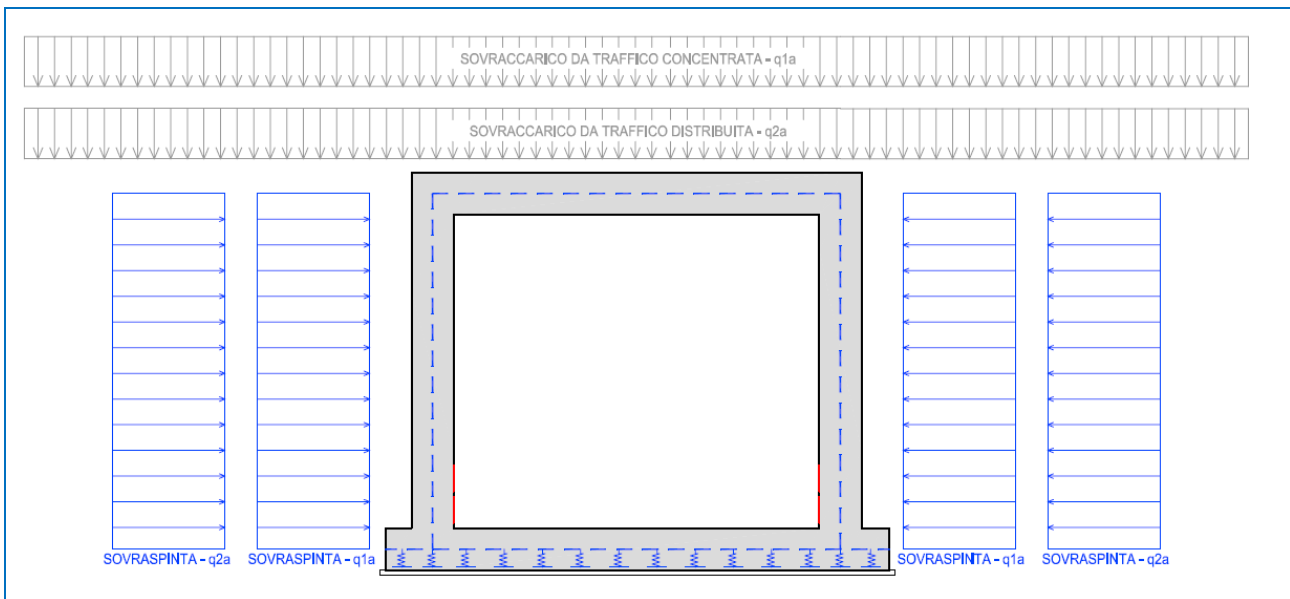 SOVRACCARICO DA TRAFFICO CONCENTRATA - q1a
SOVRACCARICO DA TRAFFICO DISTRIBUITA - q2a
SOVRASPINTA - q2a
SOVRASPINTA - q1a
SOVRASPINTA - q1a
SOVRASPINTA - q2a